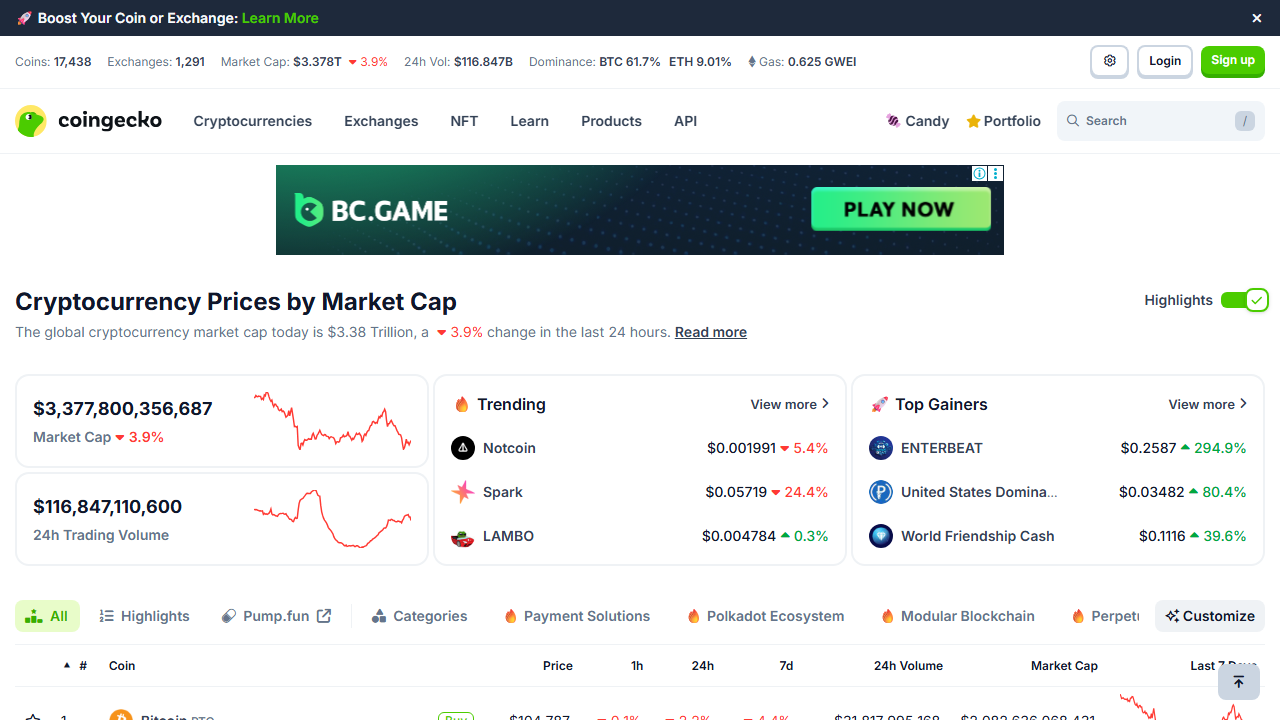 🚀 Boost Your Coin or Exchange: Learn More
Coins: 17,438 Exchanges: 1,291 Market Cap: $3.378T 3.9% 24h Vol: $116.847B Dominance: BTC 61.7% ETH 9.01% Gas: 0.625 GWEI Login Sign up
coingecko Cryptocurrencies Exchanges NFT Learn Products API Candy Portfolio Search /
BC.GAME PLAY NOW
Cryptocurrency Prices by Market Cap Highlights
The global cryptocurrency market cap today is $3.38 Trillion, a 3.9% change in the last 24 hours. Read more
$3,377,800,356,687
Market Cap 3.9%
$116,847,110,600
24h Trading Volume
Trending View more
Notcoin $0.001991 5.4%
Spark $0.05719 24.4%
LAMBO $0.004784 0.3%
Top Gainers View more
ENTERBEAT $0.2587 294.9%
United States Domina... $0.03482 80.4%
World Friendship Cash $0.1116 39.6%
All Highlights Pump.fun Categories Payment Solutions Polkadot Ecosystem Modular Blockchain Perpetu Customize
# Coin Price 1h 24h 7d 24h Volume Market Cap Last 7 Days
1 Bitcoin BTC Buy